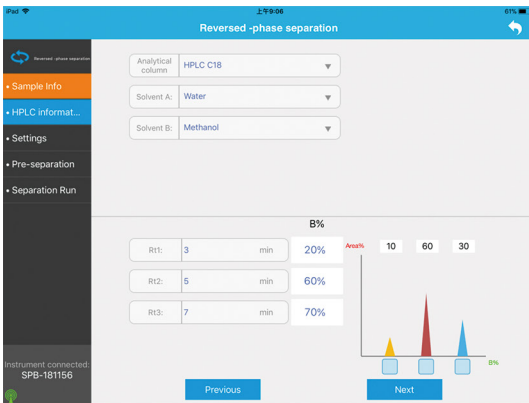 iPad 上午9:06 61%
Reversed -phase separation
Reversed -phase separation
• Sample Info
• HPLC informat...
• Settings
• Pre-separation
• Separation Run
Instrument connected:
SPB-181156
Analytical
column
HPLC C18
Solvent A: Water
Solvent B: Methanol
B%
Rt1: 3 min 20%
Rt2: 5 min 60%
Rt3: 7 min 70%
Area% 10 60 30
B%
Previous
Next